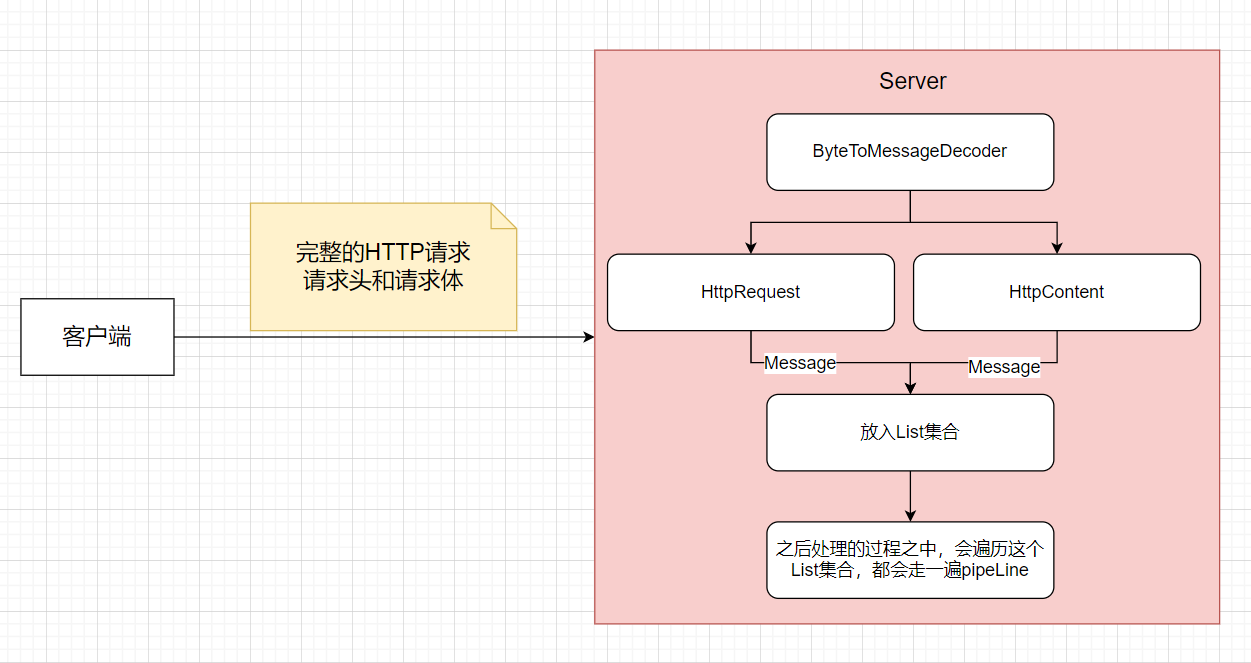 Server
ByteToMessageDecoder
完整的HTTP请求
请求头和请求体
客户端
HttpRequest
HttpContent
Message
Message
放入List集合
之后处理的过程之中，会遍历这个
List集合，都会走一遍pipeLine